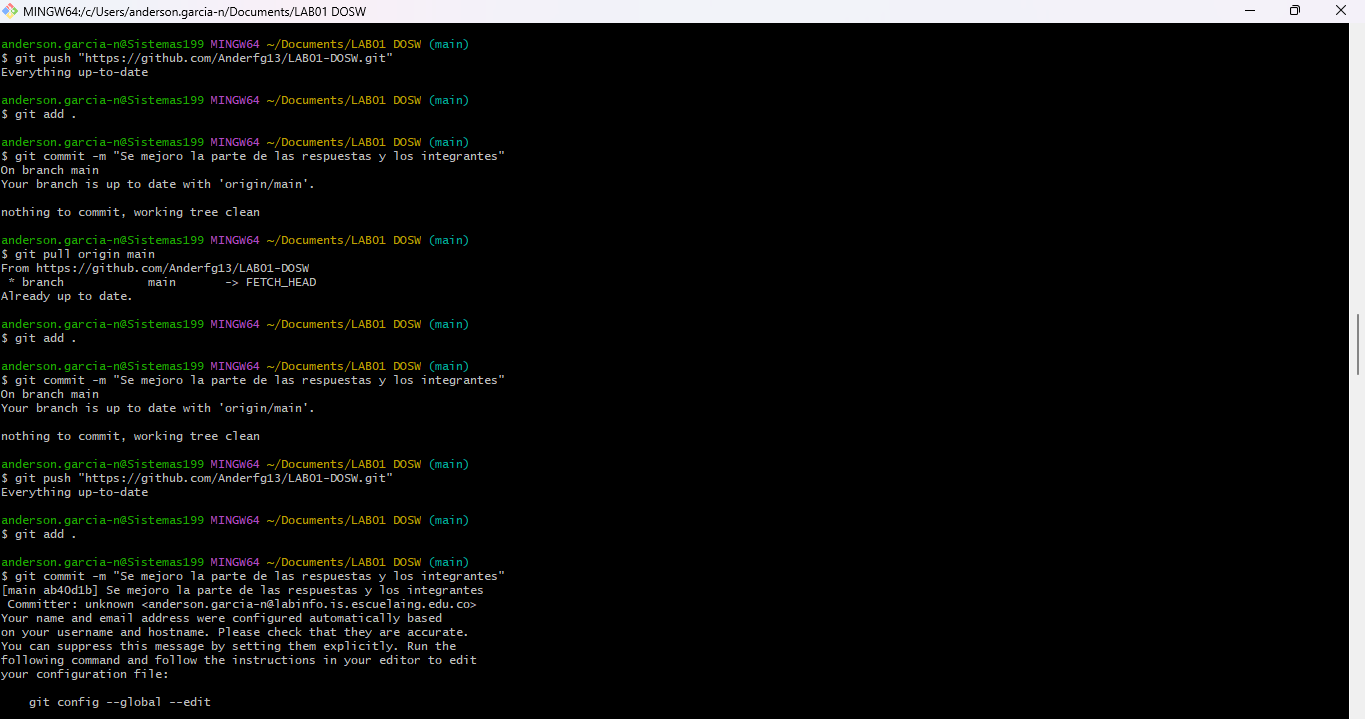 MINGW64:/c/Users/anderson.garcia-n/Documents/LAB01 DOSW
anderson.garcia-n@Sistemas199 MINGW64 ~/Documents/LAB01 DOSW (main)
$ git push "https://github.com/Anderfg13/LAB01-DOSW.git"
Everything up-to-date
anderson.garcia-n@Sistemas199 MINGW64 ~/Documents/LAB01 DOSW (main)
$ git add .
anderson.garcia-n@Sistemas199 MINGW64 ~/Documents/LAB01 DOSW (main)
$ git commit -m "Se mejoro la parte de las respuestas y los integrantes"
On branch main
Your branch is up to date with 'origin/main'.
nothing to commit, working tree clean
anderson.garcia-n@Sistemas199 MINGW64 ~/Documents/LAB01 DOSW (main)
$ git pull origin main
From https://github.com/Anderfg13/LAB01-DOSW
 * branch            main       -> FETCH_HEAD
Already up to date.
anderson.garcia-n@Sistemas199 MINGW64 ~/Documents/LAB01 DOSW (main)
$ git add .
anderson.garcia-n@Sistemas199 MINGW64 ~/Documents/LAB01 DOSW (main)
$ git commit -m "Se mejoro la parte de las respuestas y los integrantes"
On branch main
Your branch is up to date with 'origin/main'.
nothing to commit, working tree clean
anderson.garcia-n@Sistemas199 MINGW64 ~/Documents/LAB01 DOSW (main)
$ git push "https://github.com/Anderfg13/LAB01-DOSW.git"
Everything up-to-date
anderson.garcia-n@Sistemas199 MINGW64 ~/Documents/LAB01 DOSW (main)
$ git add .
anderson.garcia-n@Sistemas199 MINGW64 ~/Documents/LAB01 DOSW (main)
$ git commit -m "Se mejoro la parte de las respuestas y los integrantes"
[main ab40d1b] Se mejoro la parte de las respuestas y los integrantes
 Committer: unknown <anderson.garcia-n@labinfo.is.escuelaing.edu.co>
Your name and email address were configured automatically based
on your username and hostname. Please check that they are accurate.
You can suppress this message by setting them explicitly. Run the
following command and follow the instructions in your editor to edit
your configuration file:
    git config --global --edit